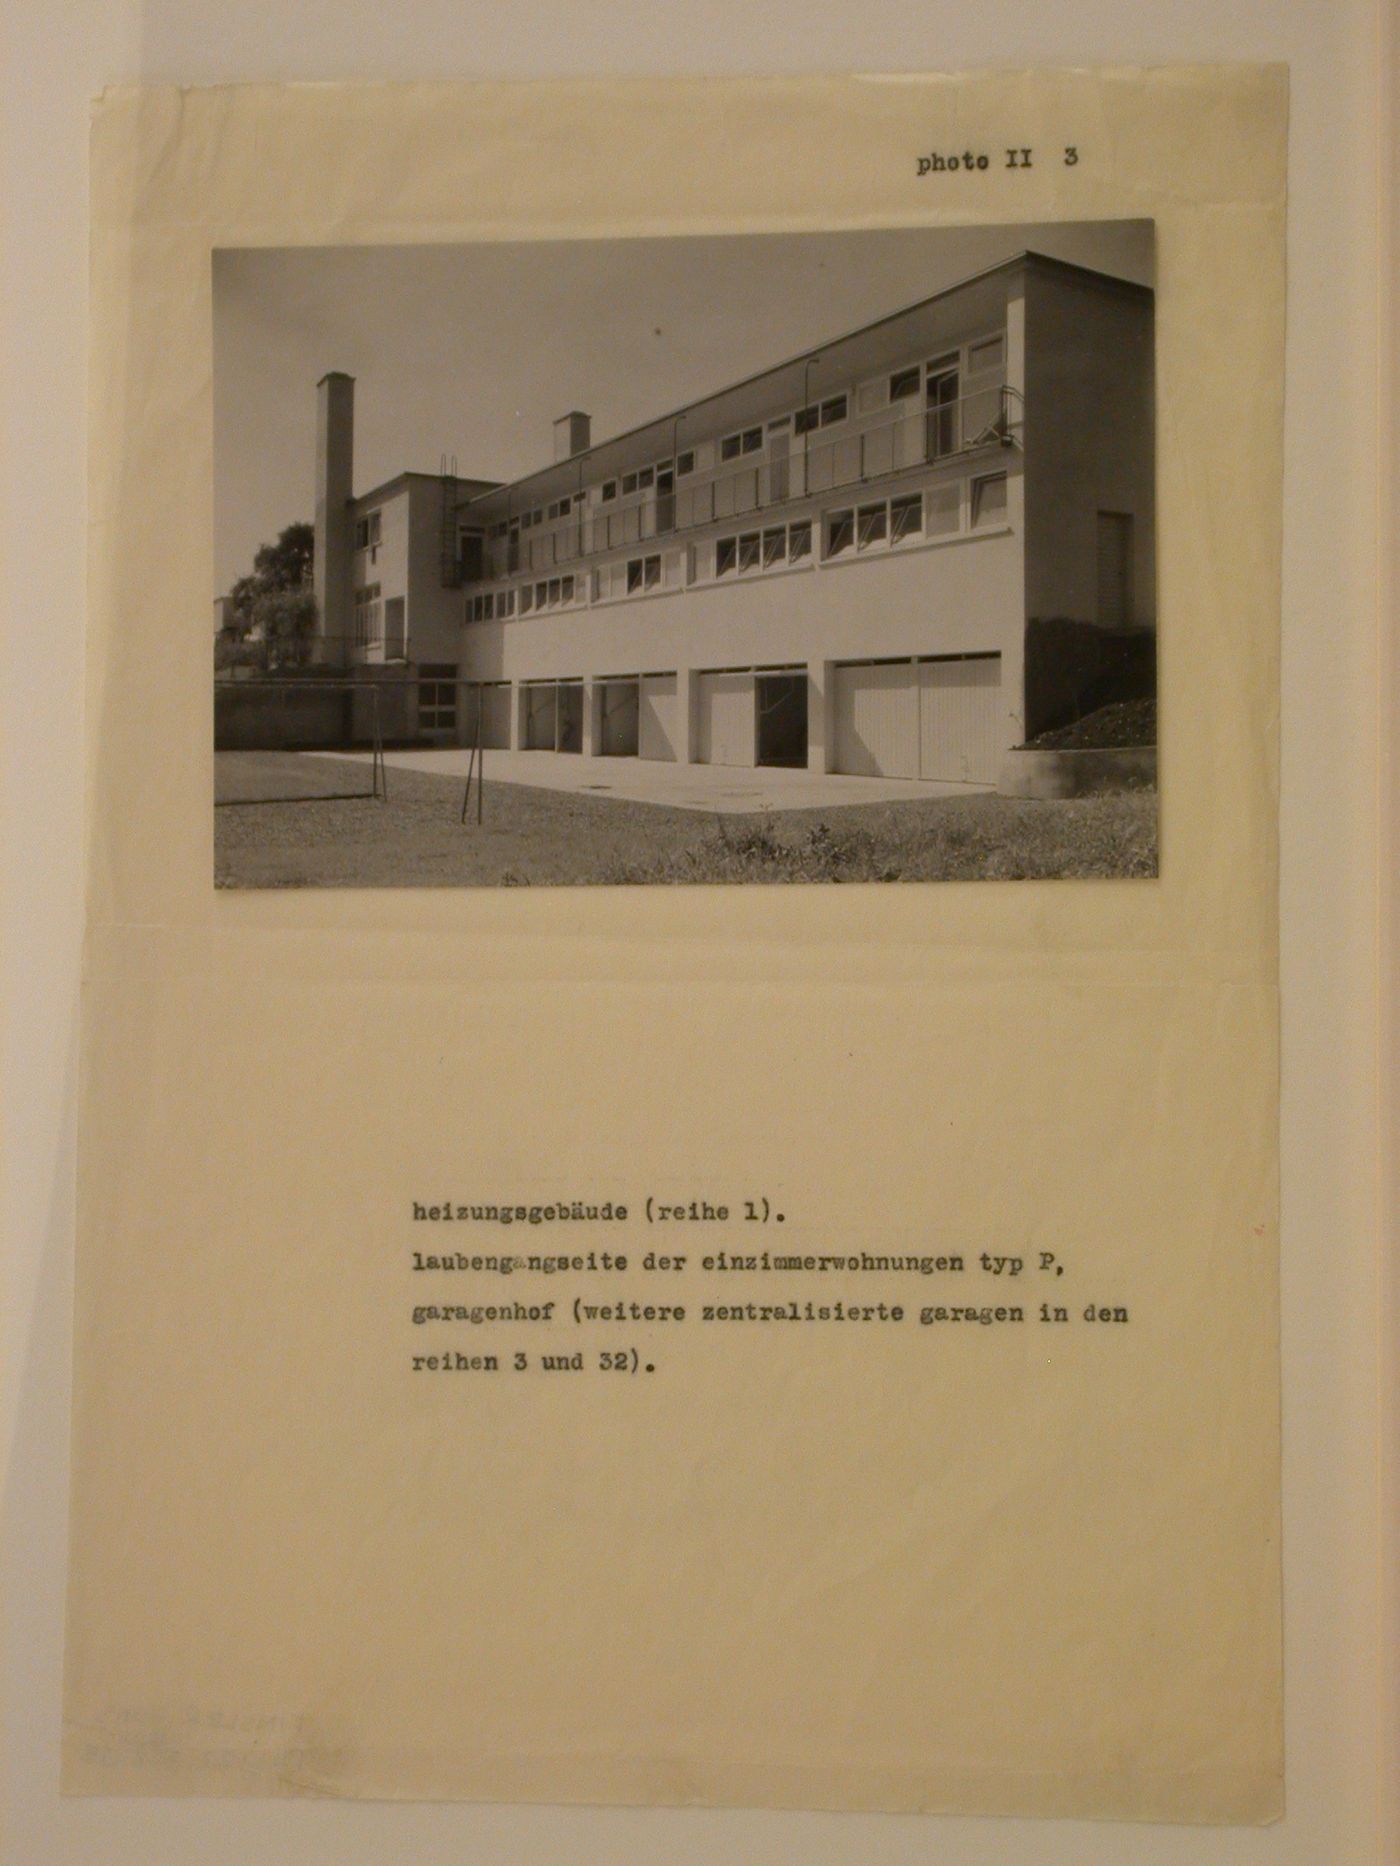 photo II 3
heizungsgebäude (reihe 1).
laubengangseite der einzimmerwohnungen typ P,
garagenhof (weitere zentralisierte garagen in den
reihen 3 und 32).